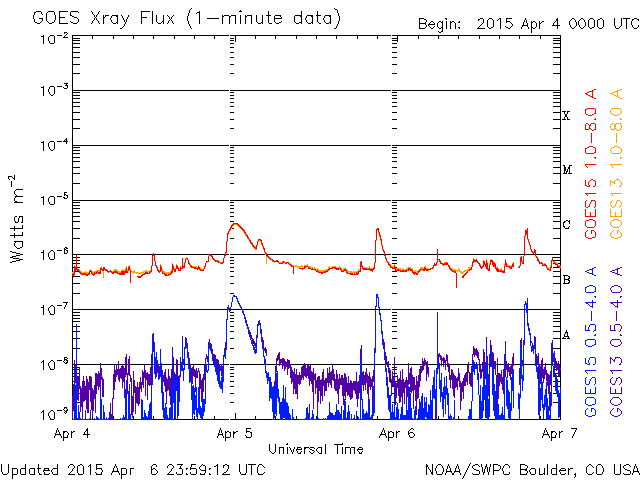 GOES Xray Flux (1-minute data)
Begin: 2015 Apr 4 0000 UTC
10-2
10-3
10-4
10-5
10-6
10-7
10-8
10-9
Watts m-2
X
M
C
B
A
GOES15 1.0-8.0 A
GOES13 1.0-8.0 A
GOES15 0.5-4.0 A
GOES13 0.5-4.0 A
Apr 4
Apr 5
Apr 6
Apr 7
Universal Time
Updated 2015 Apr 6 23:59:12 UTC
NOAA/SWPC Boulder, CO USA